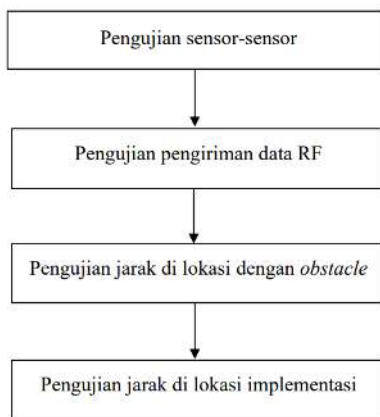 Pengujian sensor-sensor
Pengujian pengiriman data RF
Pengujian jarak di lokasi dengan obstacle
Pengujian jarak di lokasi implementasi